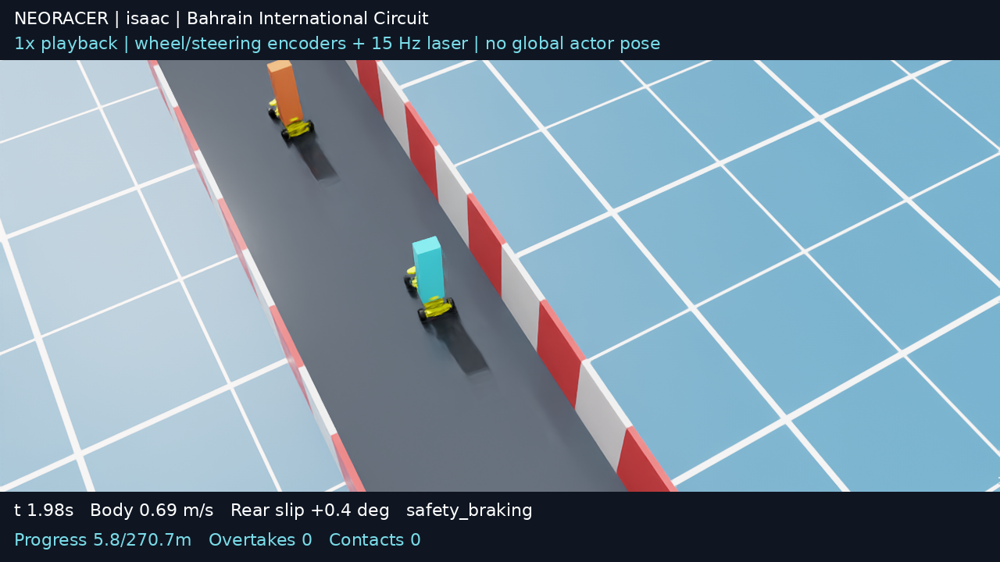 NEORACER | isaac | Bahrain International Circuit
1x playback | wheel/steering encoders + 15 Hz laser | no global actor pose
t 1.98s   Body 0.69 m/s   Rear slip +0.4 deg   safety_braking
Progress 5.8/270.7m   Overtakes 0   Contacts 0